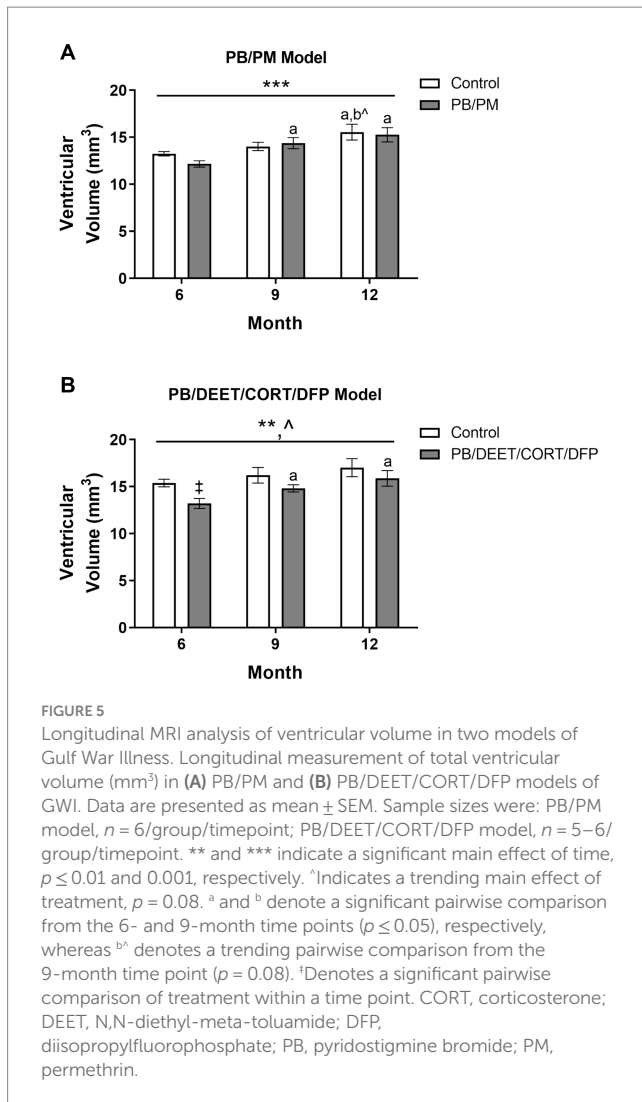 A
PB/PM Model
Control
PB/PM
***
a
a,b^
a
20
15
10
5
0
Ventricular
Volume (mm³)
6
9
12
Month
B
PB/DEET/CORT/DFP Model
Control
PB/DEET/CORT/DFP
**,^
‡
a
a
20
15
10
5
0
Ventricular
Volume (mm³)
6
9
12
Month
FIGURE 5
Longitudinal MRI analysis of ventricular volume in two models of
Gulf War Illness. Longitudinal measurement of total ventricular
volume (mm³) in (A) PB/PM and (B) PB/DEET/CORT/DFP models of
GWI. Data are presented as mean ± SEM. Sample sizes were: PB/PM
model, n = 6/group/timepoint; PB/DEET/CORT/DFP model, n = 5–6/
group/timepoint. ** and *** indicate a significant main effect of time,
p ≤ 0.01 and 0.001, respectively. ^Indicates a trending main effect of
treatment, p = 0.08. ᵃ and ᵇ denote a significant pairwise comparison
from the 6- and 9-month time points (p ≤ 0.05), respectively,
whereas ᵇ^ denotes a trending pairwise comparison from the
9-month time point (p = 0.08). ‡Denotes a significant pairwise
comparison of treatment within a time point. CORT, corticosterone;
DEET, N,N-diethyl-meta-toluamide; DFP,
diisopropylfluorophosphate; PB, pyridostigmine bromide; PM,
permethrin.